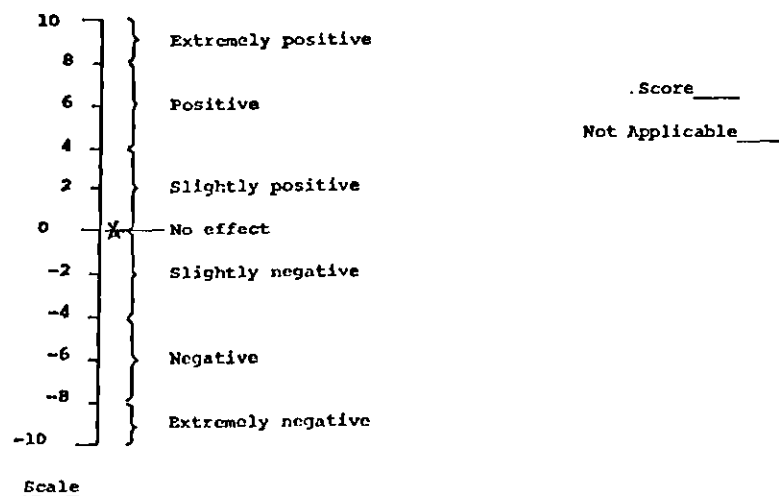 10
Extremely positive
8
.Score____
6
Positive
Not Applicable____
4
2
Slightly positive
0
X
No effect
-2
Slightly negative
-4
-6
Negative
-8
Extremely negative
-10
Scale